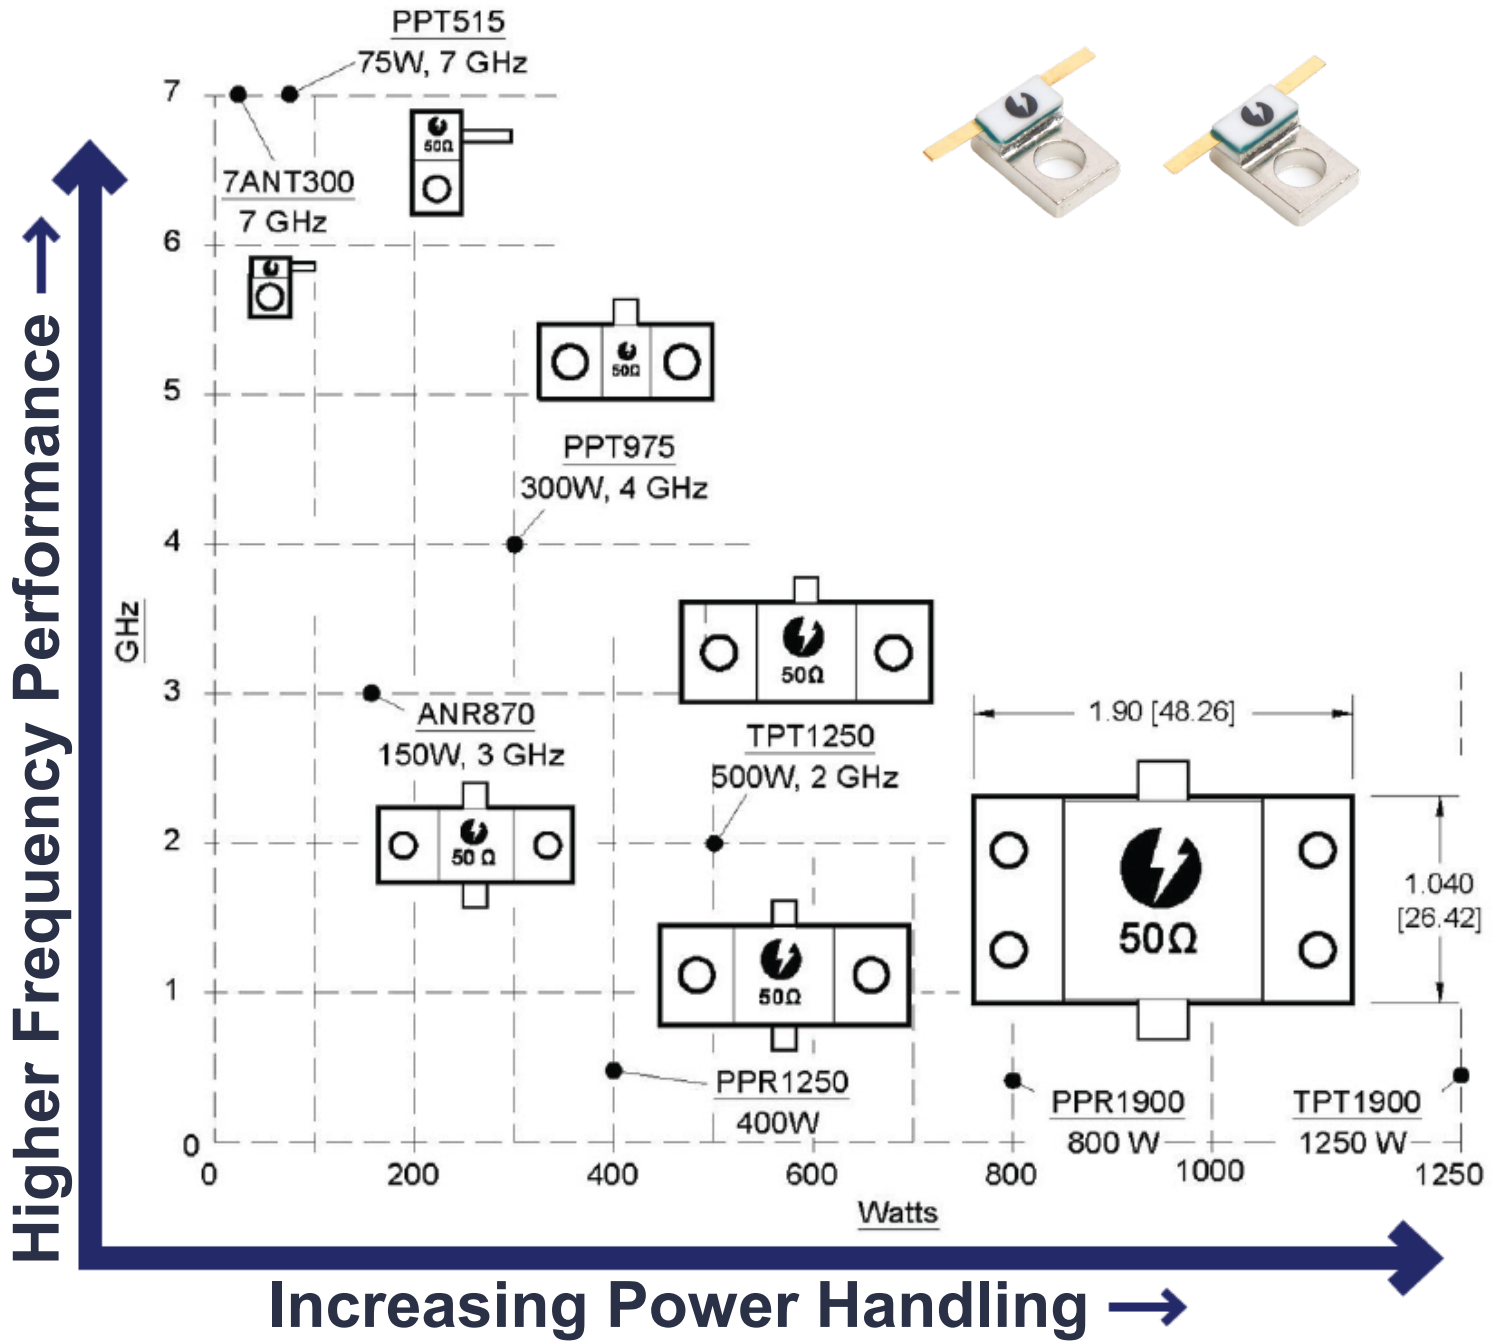 PPT515
75W, 7 GHz
7
7ANT300
7 GHz
50Ω
6
5
50Ω
PPT975
300W, 4 GHz
4
GHz
3
ANR870
150W, 3 GHz
50Ω
TPT1250
500W, 2 GHz
1.90 [48.26]
2
50 Ω
50Ω
1.040
[26.42]
1
50Ω
PPR1250
400W
PPR1900
800 W
TPT1900
1250 W
0
0
200
400
600
800
1000
1250
Watts
Higher Frequency Performance →
Increasing Power Handling →